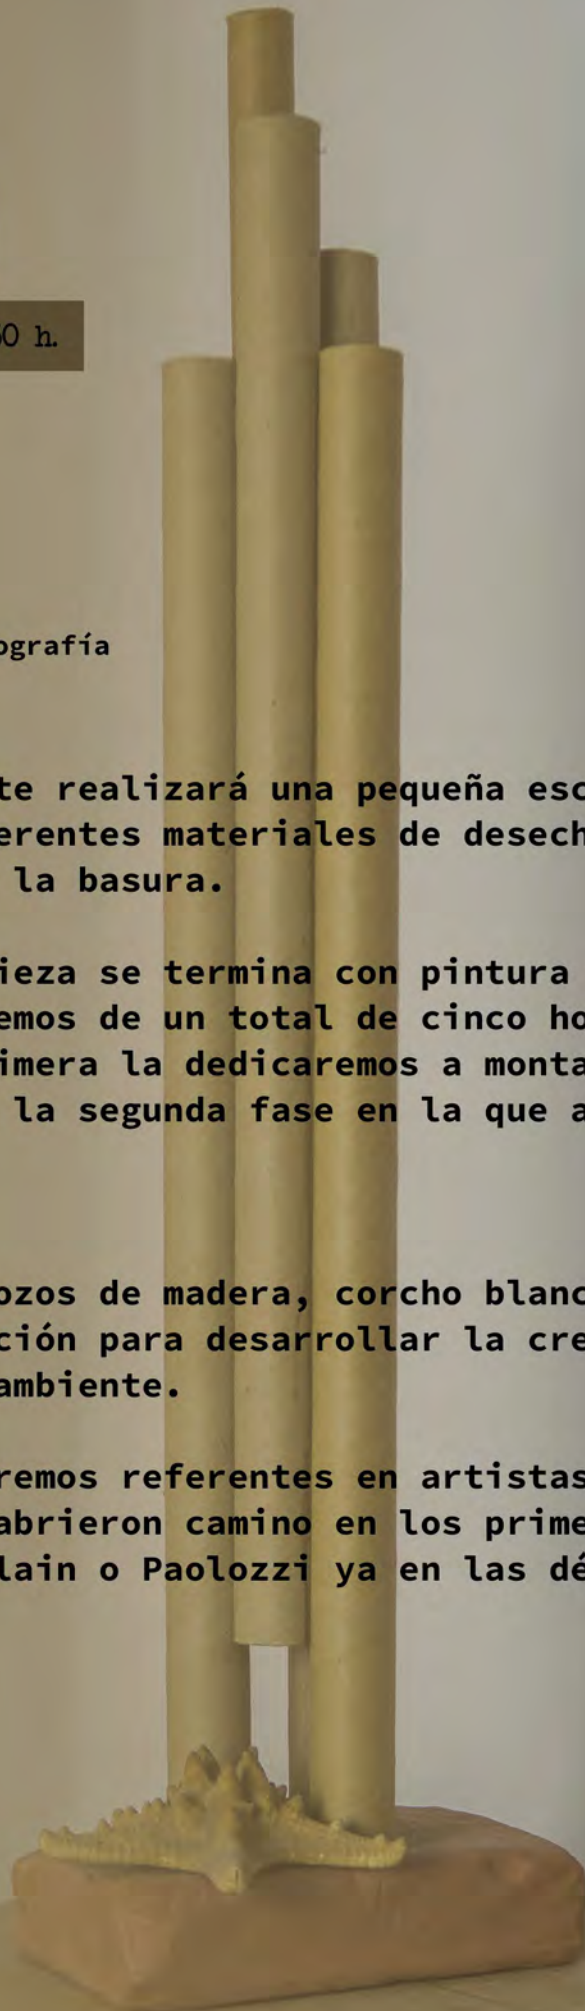 0 h.
ografía
te realizará una pequeña esc
erentes materiales de desech
la basura.
ieza se termina con pintura
emos de un total de cinco ho
imera la dedicaremos a monta
la segunda fase en la que a
ozos de madera, corcho blanc
ción para desarrollar la cre
ambiente.
remos referentes en artistas
abrieron camino en los prime
lain o Paolozzi ya en las dé